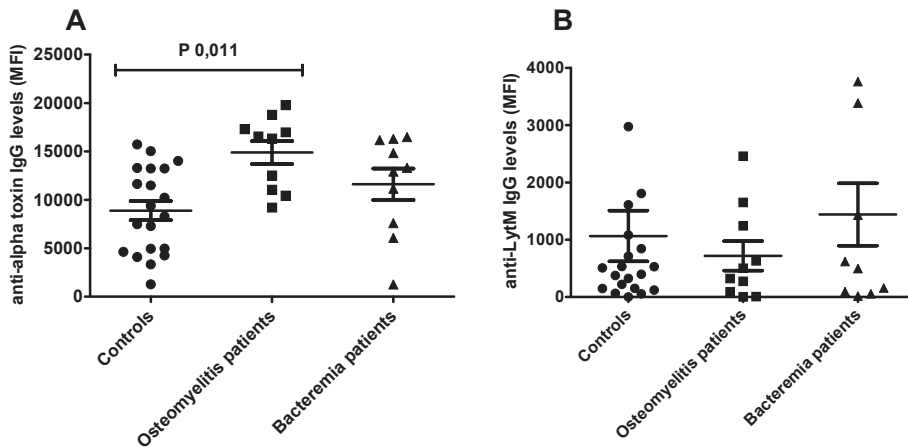 A
P 0,011
anti-alpha toxin IgG levels (MFI)
25000
20000
15000
10000
5000
0
Controls
Osteomyelitis patients
Bacteremia patients
B
anti-LytM IgG levels (MFI)
4000
3000
2000
1000
0
Controls
Osteomyelitis patients
Bacteremia patients